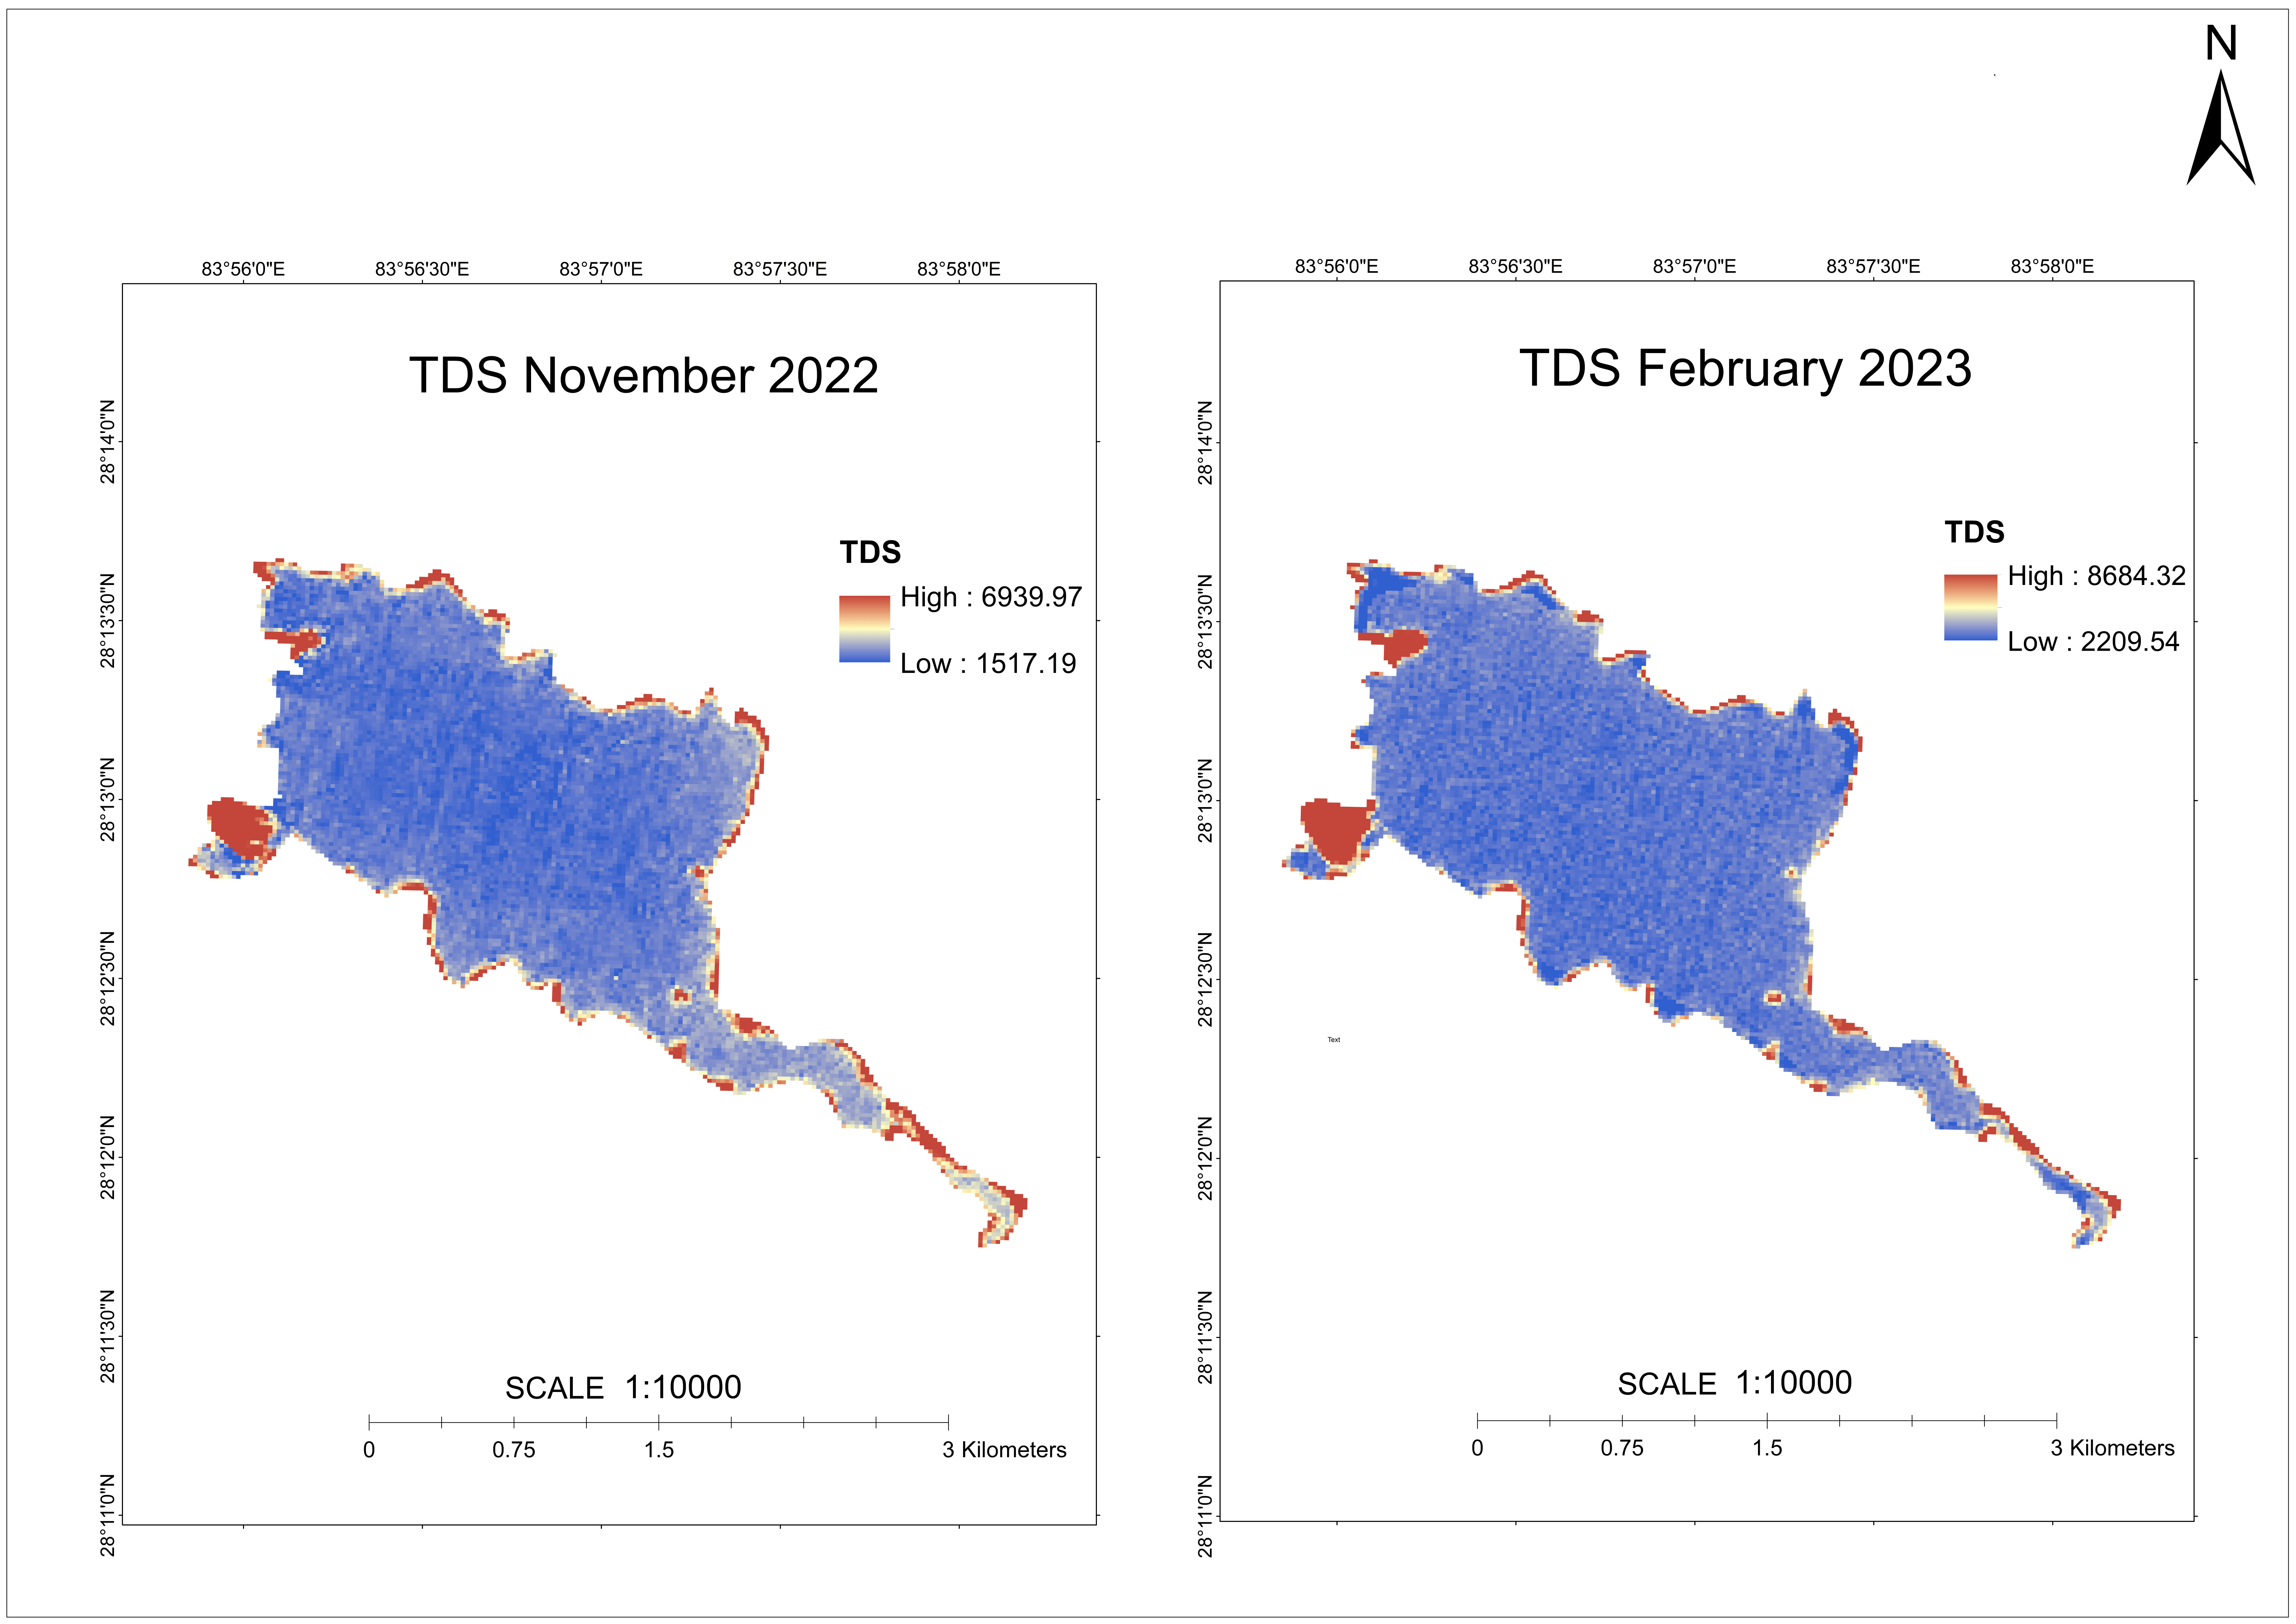 N
83°56'0"E 83°56'30"E 83°57'0"E 83°57'30"E 83°58'0"E
TDS November 2022
28°14'0"N
28°13'30"N
28°13'0"N
28°12'30"N
28°12'0"N
28°11'30"N
28°11'0"N
TDS
High : 6939.97
Low : 1517.19
SCALE 1:10000
0 0.75 1.5 3 Kilometers
83°56'0"E 83°56'30"E 83°57'0"E 83°57'30"E 83°58'0"E
TDS February 2023
28°14'0"N
28°13'30"N
28°13'0"N
28°12'30"N
28°12'0"N
28°11'30"N
28°11'0"N
TDS
High : 8684.32
Low : 2209.54
Text
SCALE 1:10000
0 0.75 1.5 3 Kilometers